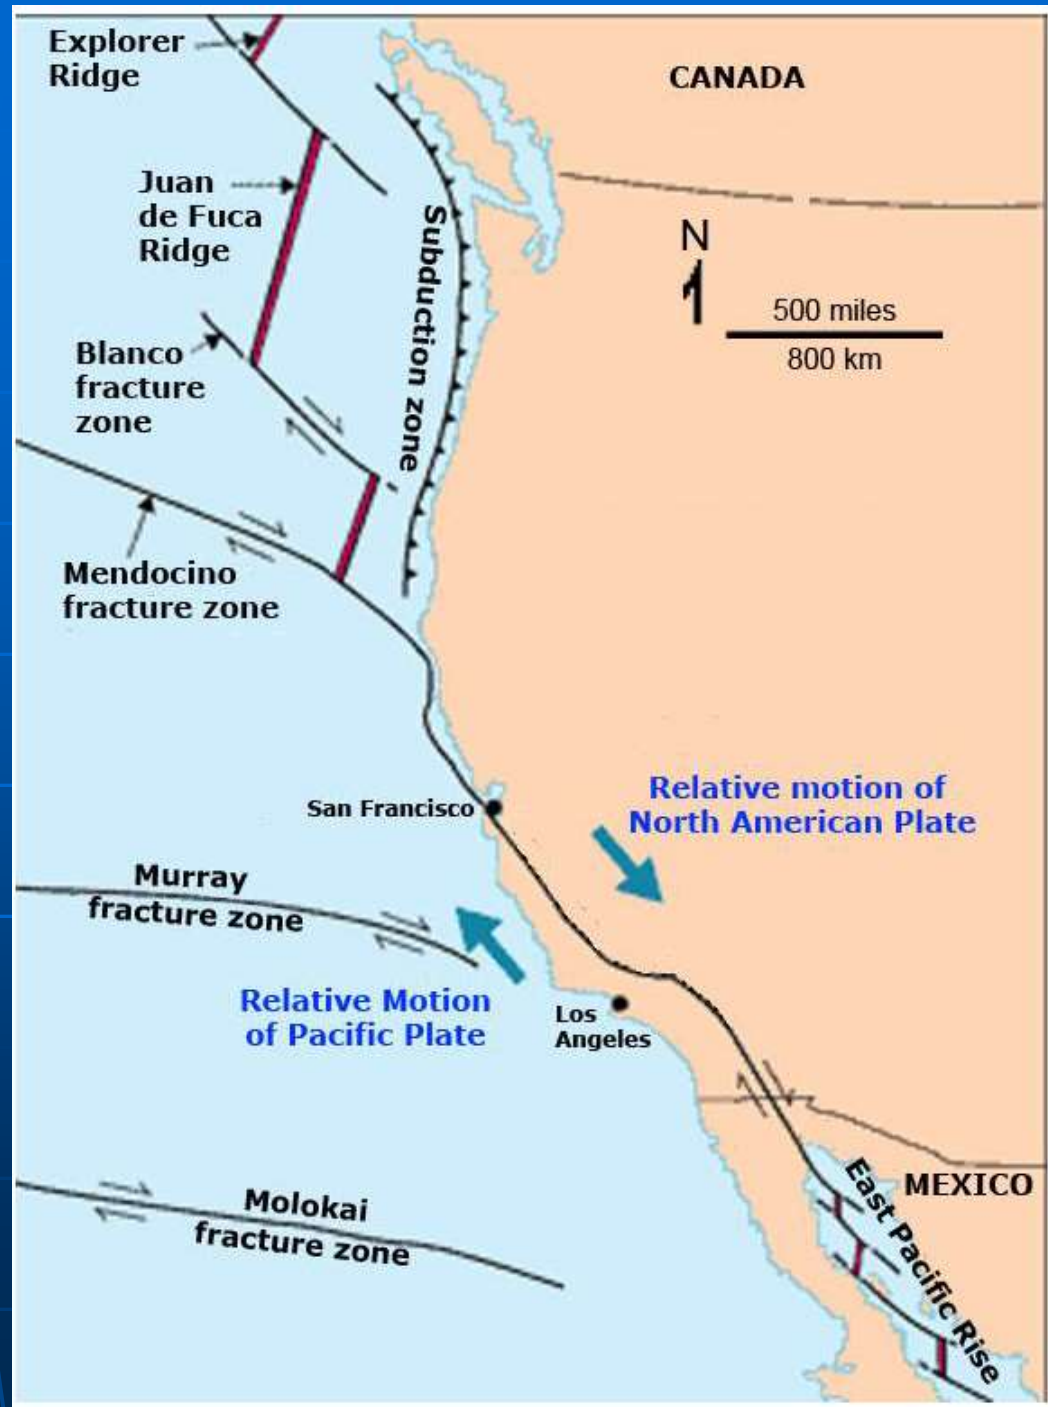 Explorer
Ridge
CANADA
Juan
de Fuca
Ridge
Subduction zone
N
500 miles
800 km
Blanco
fracture
zone
Mendocino
fracture zone
Relative motion of
North American Plate
San Francisco
Murray
fracture zone
Relative Motion
of Pacific Plate
Los
Angeles
MEXICO
East Pacific Rise
Molokai
fracture zone